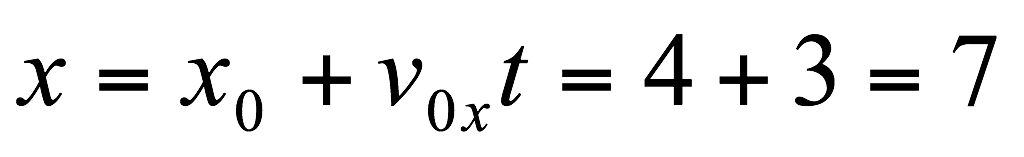 x = x₀ + v₀ₓt = 4 + 3 = 7